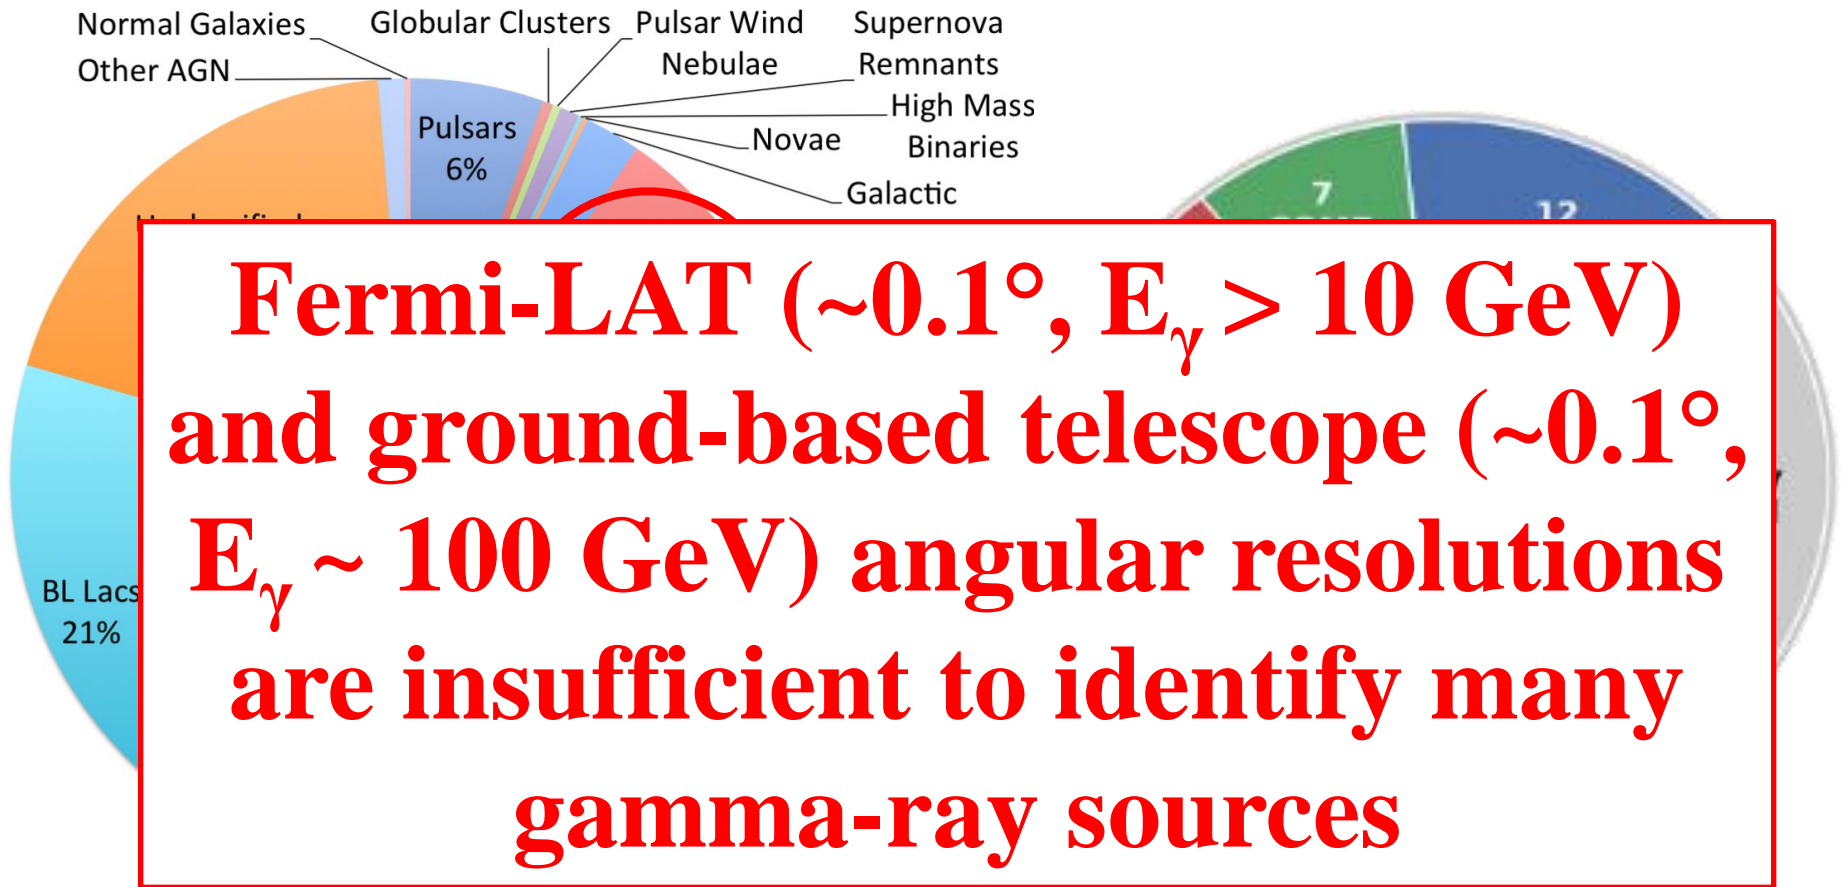 Normal Galaxies
Globular Clusters
Pulsar Wind
Nebulae
Supernova
Remnants
Other AGN
High Mass
Binaries
Pulsars
6%
Novae
Galactic
7
12
Fermi-LAT (~0.1°, Eγ > 10 GeV)
and ground-based telescope (~0.1°,
Eγ ~ 100 GeV) angular resolutions
are insufficient to identify many
gamma-ray sources
BL Lacs
21%